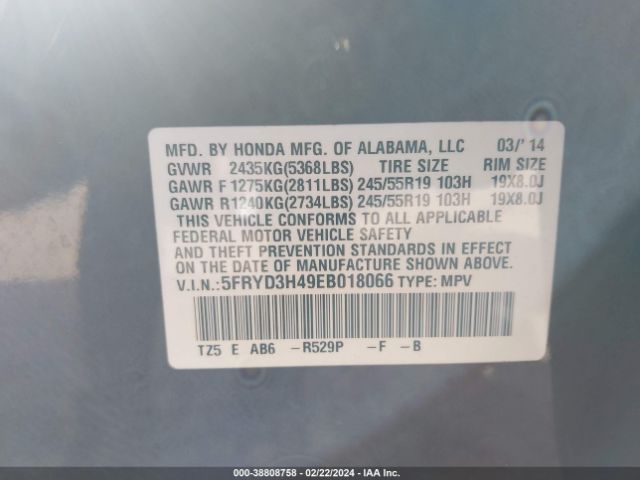 MFD. BY HONDA MFG. OF ALABAMA, LLC 03/'14
GVWR 2435KG(5368LBS) TIRE SIZE RIM SIZE
GAWR F 1275KG(2811LBS) 245/55R19 103H 19X8.0J
GAWR R1240KG(2734LBS) 245/55R19 103H 19X8.0J
THIS VEHICLE CONFORMS TO ALL APPLICABLE
FEDERAL MOTOR VEHICLE SAFETY
AND THEFT PREVENTION STANDARDS IN EFFECT
ON THE DATE OF MANUFACTURE SHOWN ABOVE.
V.I.N.:5FRYD3H49EB018066 TYPE: MPV
TZ5 E AB6 -R529P -F -B
000-38808758 - 02/22/2024 - IAA Inc.